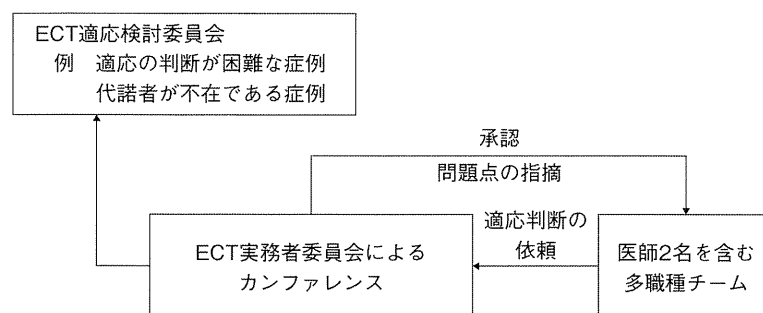 ECT適応検討委員会
例 適応の判断が困難な症例
代諾者が不在である症例
承認
問題点の指摘
適応判断の
依頼
ECT実務者委員会による
カンファレンス
医師2名を含む
多職種チーム